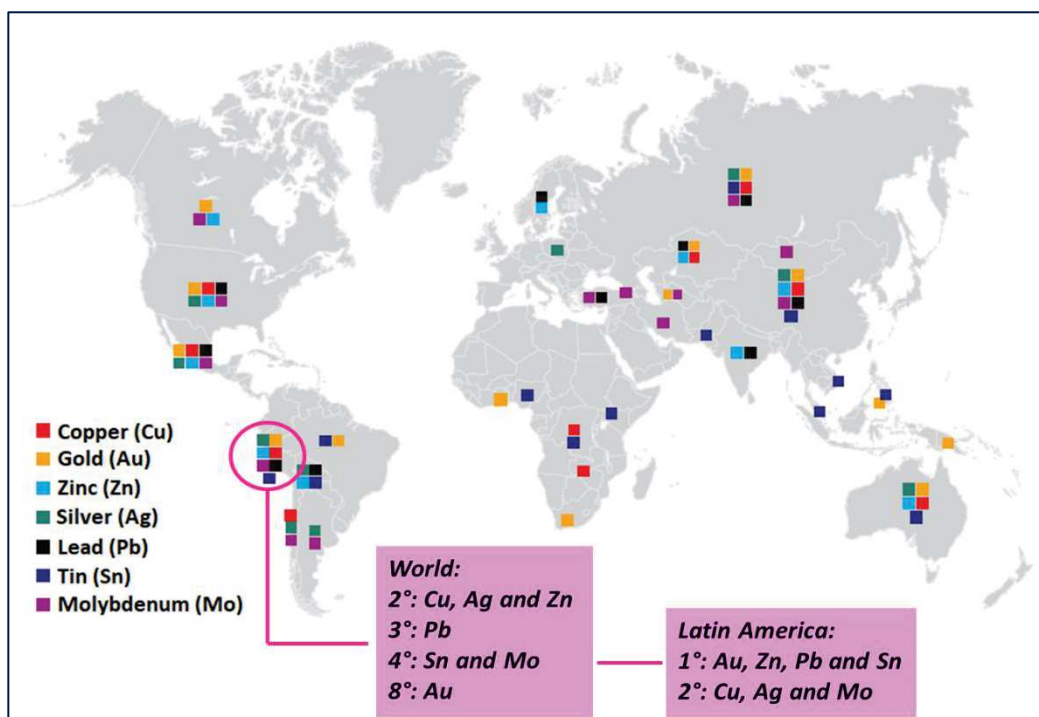 Copper (Cu)
Gold (Au)
Zinc (Zn)
Silver (Ag)
Lead (Pb)
Tin (Sn)
Molybdenum (Mo)
World:
2°: Cu, Ag and Zn
3°: Pb
4°: Sn and Mo
8°: Au
Latin America:
1°: Au, Zn, Pb and Sn
2°: Cu, Ag and Mo